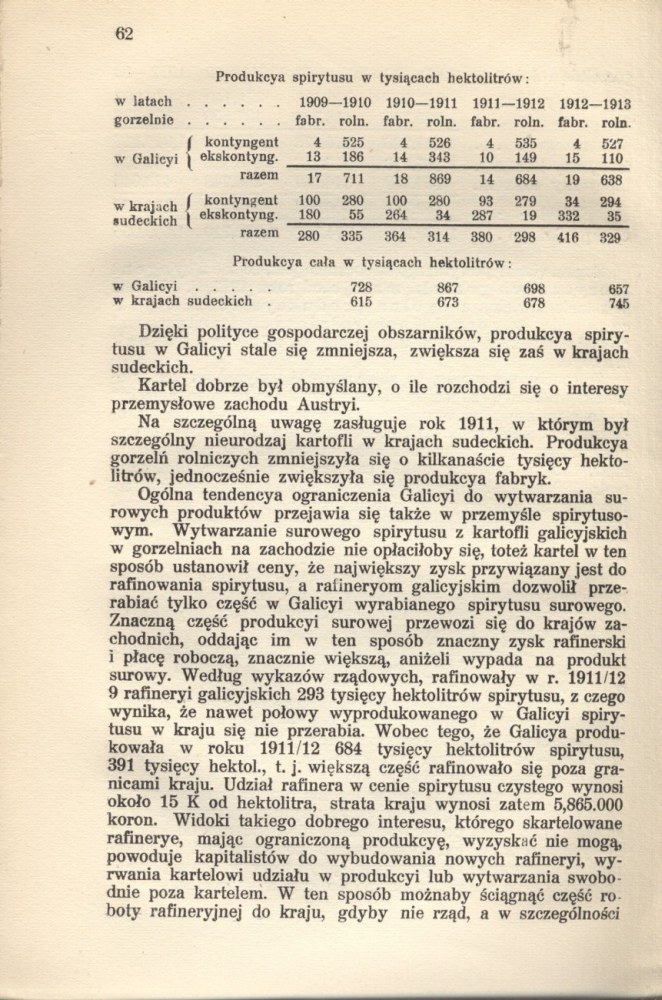 62
Produkcya spirytusu w tysiącach hektolitrów:
w latach . . . . . . 1909—1910 1910—1911 1911—1912 1912—1913
gorzelnie . . . . . . fabr. roln. fabr. roln. fabr. roln. fabr. roln.
w Galicyi { kontyngent 4 525 4 526 4 535 4 527
ekskontyng. 13 186 14 343 10 149 15 110
razem 17 711 18 869 14 684 19 638
w krajach sudeckich { kontyngent 100 280 100 280 93 279 34 294
ekskontyng. 180 55 264 34 287 19 332 35
razem 280 335 364 314 380 298 416 329
Produkcya cała w tysiącach hektolitrów:
w Galicyi . . . . . 728 867 698 657
w krajach sudeckich . 615 673 678 745
Dzięki polityce gospodarczej obszarników, produkcya spiry-
tusu w Galicyi stale się zmniejsza, zwiększa się zaś w krajach
sudeckich.
Kartel dobrze był obmyślany, o ile rozchodzi się o interesy
przemysłowe zachodu Austryi.
Na szczególną uwagę zasługuje rok 1911, w którym był
szczególny nieurodzaj kartofli w krajach sudeckich. Produkcya
gorzelń rolniczych zmniejszyła się o kilkanaście tysięcy hekto-
litrów, jednocześnie zwiększyła się produkcya fabryk.
Ogólna tendencya ograniczenia Galicyi do wytwarzania su-
rowych produktów przejawia się także w przemyśle spirytuso-
wym. Wytwarzanie surowego spirytusu z kartofli galicyjskich
w gorzelniach na zachodzie nie opłaciłoby się, toteż kartel w ten
sposób ustanowił ceny, że największy zysk przywiązany jest do
rafinowania spirytusu, a rafineryom galicyjskim dozwolił prze-
rabiać tylko część w Galicyi wyrabianego spirytusu surowego.
Znaczną część produkcyi surowej przewozi się do krajów za-
chodnich, oddając im w ten sposób znaczny zysk rafinerski
i płacę roboczą, znacznie większą, aniżeli wypada na produkt
surowy. Według wykazów rządowych, rafinowały w r. 1911/12
9 rafineryi galicyjskich 293 tysięcy hektolitrów spirytusu, z czego
wynika, że nawet połowy wyprodukowanego w Galicyi spiry-
tusu w kraju się nie przerabia. Wobec tego, że Galicya produ-
kowała w roku 1911/12 684 tysięcy hektolitrów spirytusu,
391 tysięcy hektol., t. j. większą część rafinowało się poza gra-
nicami kraju. Udział rafinera w cenie spirytusu czystego wynosi
około 15 K od hektolitra, strata kraju wynosi zatem 5,865.000
koron. Widoki takiego dobrego interesu, którego skartelowane
rafinerye, mając ograniczoną produkcyę, wyzyskać nie mogą,
powoduje kapitalistów do wybudowania nowych rafineryi, wy-
rwania kartelowi udziału w produkcyi lub wytwarzania swobo-
dnie poza kartelem. W ten sposób możnaby ściągnąć część ro-
boty rafineryjnej do kraju, gdyby nie rząd, a w szczególności